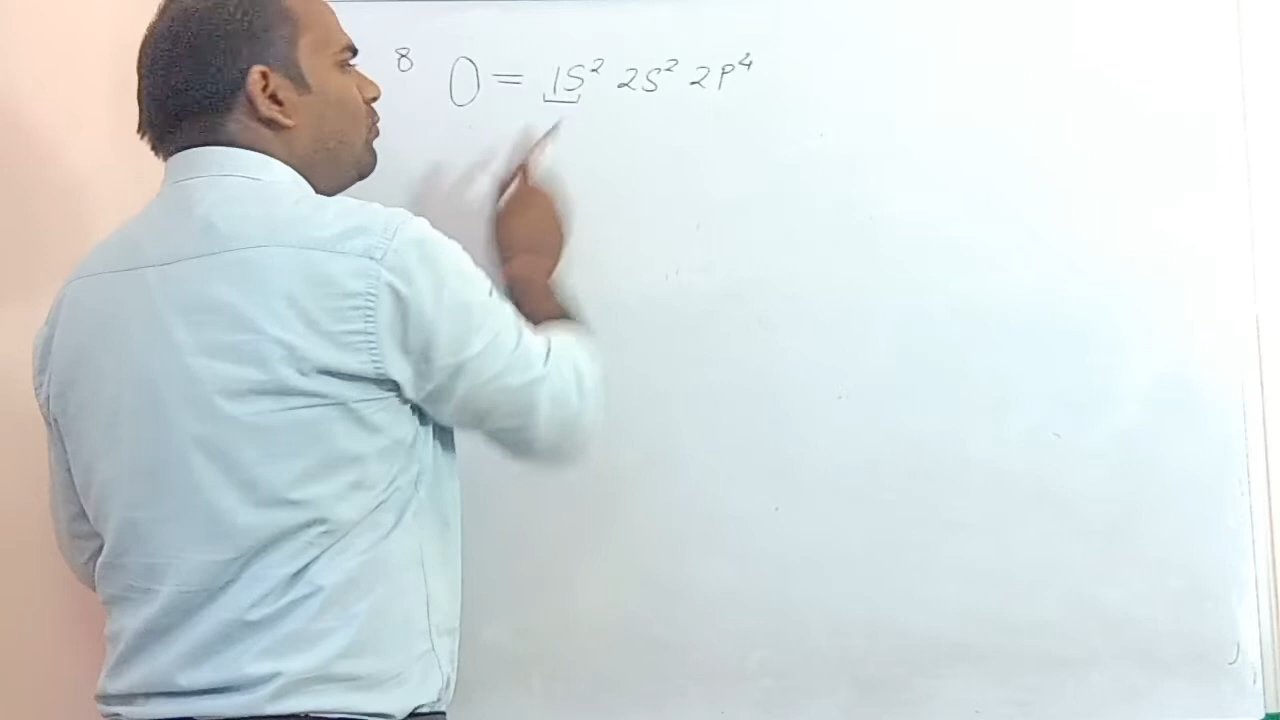 8 O = 1S² 2S² 2P⁴